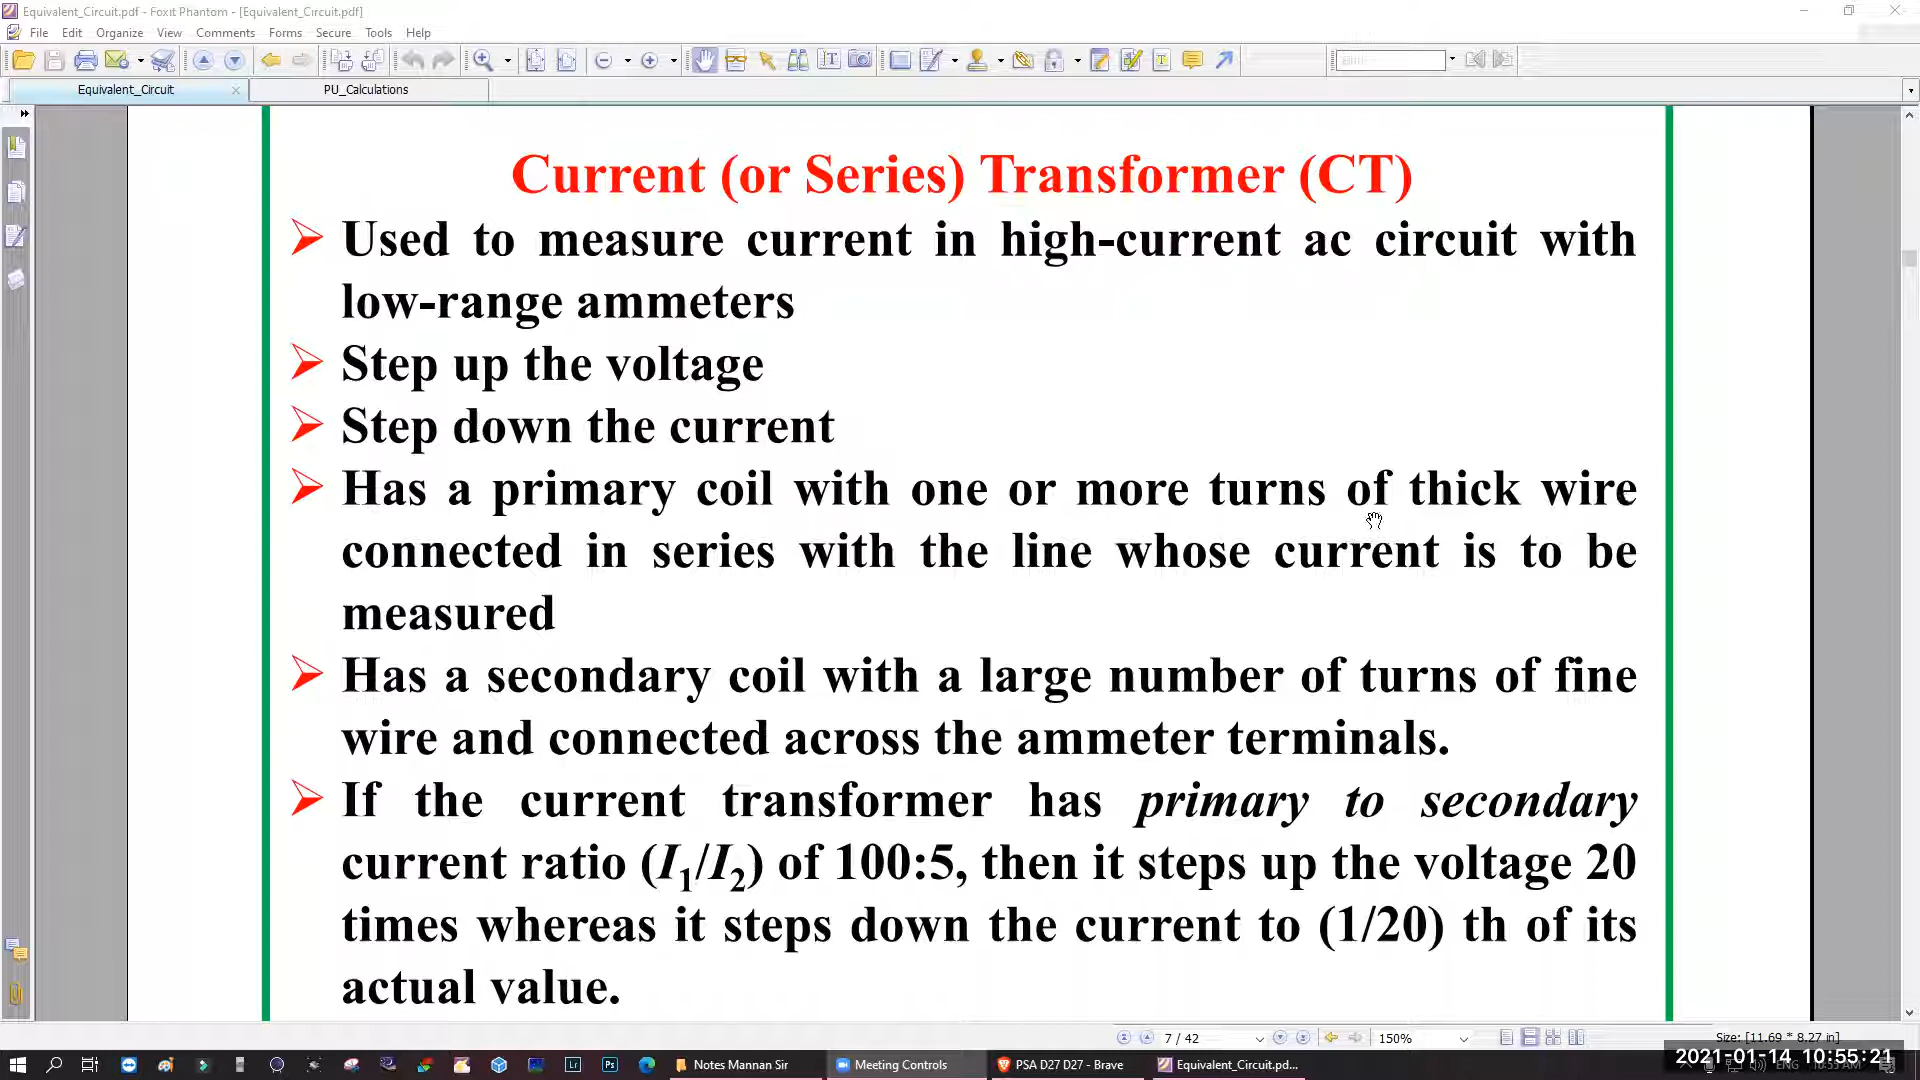 Equivalent_Circuit.pdf - Foxit Phantom - [Equivalent_Circuit.pdf]
File Edit Organize View Comments Forms Secure Tools Help
Equivalent_Circuit PU_Calculations
Current (or Series) Transformer (CT)
Used to measure current in high-current ac circuit with
low-range ammeters
Step up the voltage
Step down the current
Has a primary coil with one or more turns of thick wire
connected in series with the line whose current is to be
measured
Has a secondary coil with a large number of turns of fine
wire and connected across the ammeter terminals.
If the current transformer has primary to secondary
current ratio (I₁/I₂) of 100:5, then it steps up the voltage 20
times whereas it steps down the current to (1/20) th of its
actual value.
7 / 42 150% Size: [11.69 * 8.27 in]
Notes Mannan Sir Meeting Controls PSA D27 D27 - Brave Equivalent_Circuit.pd...
2021-01-14 10:55:21